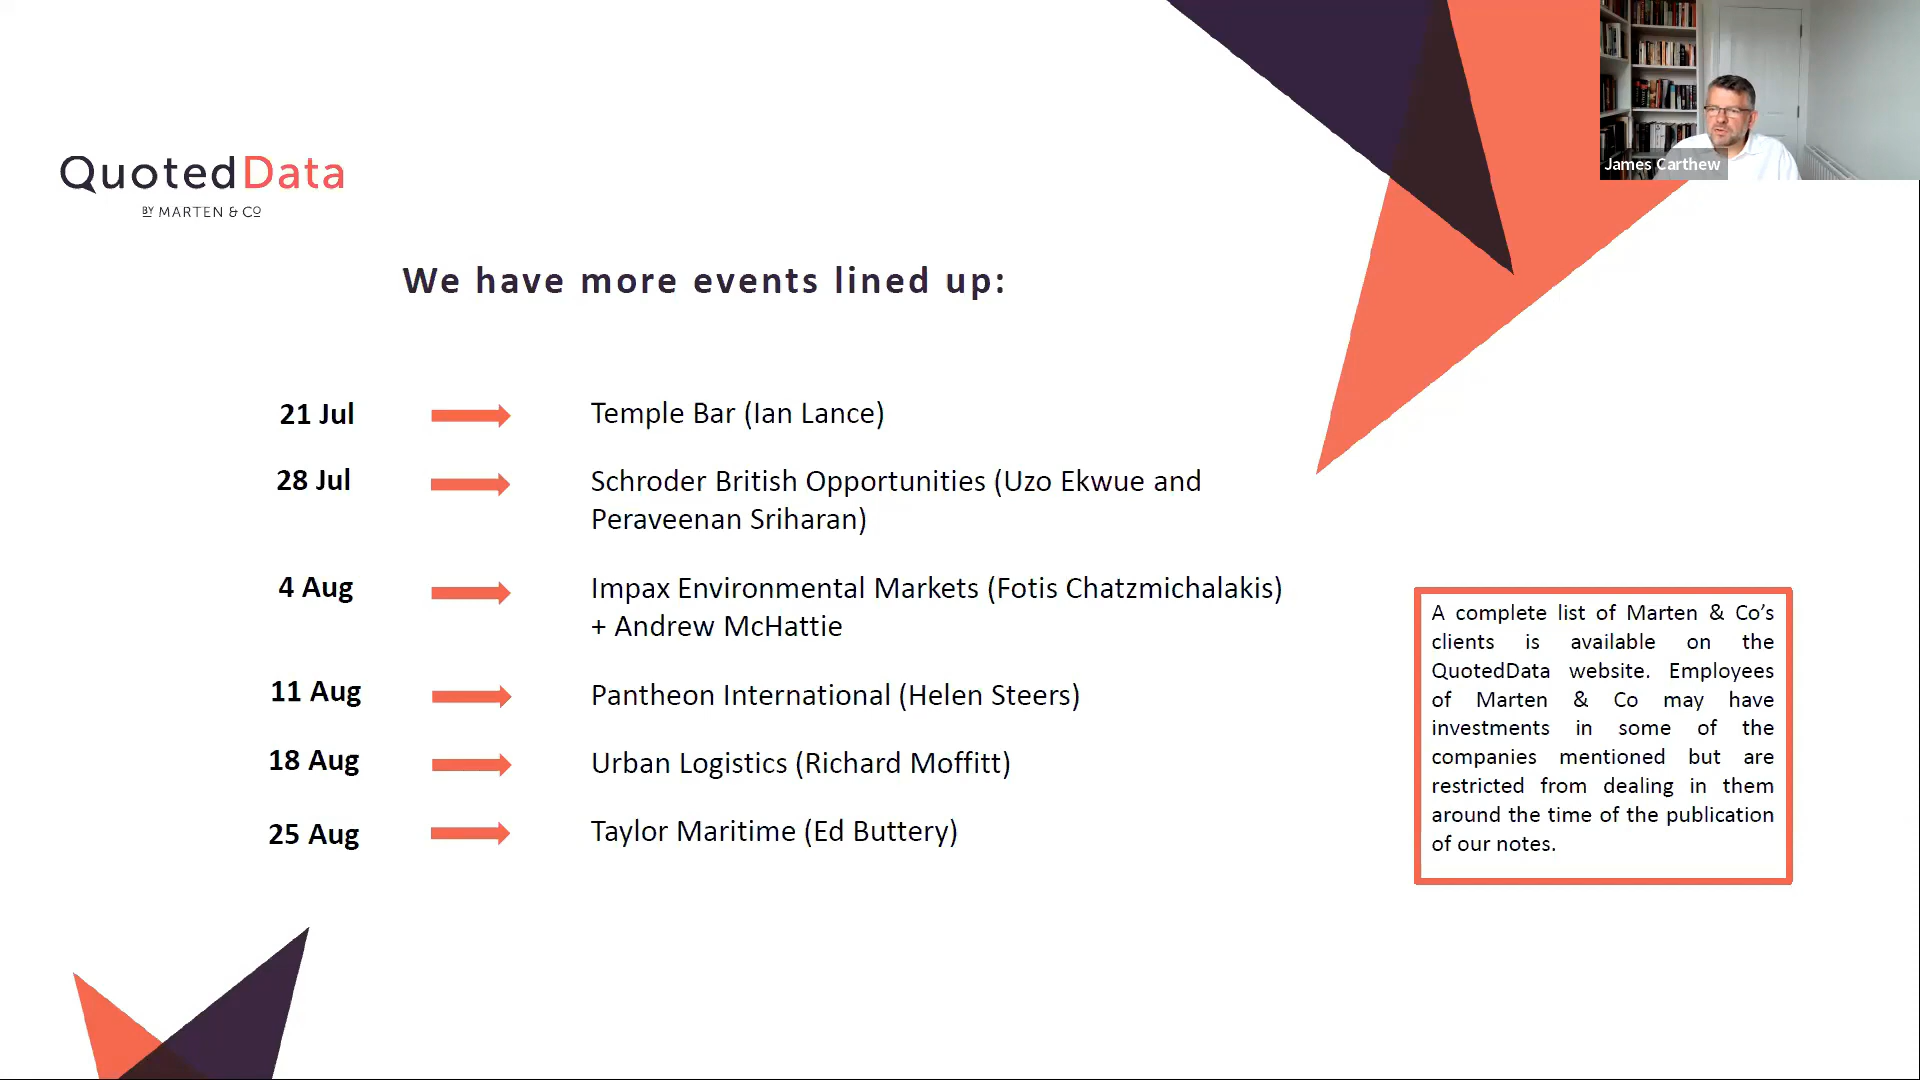 James Carthew
QuotedData
BY MARTEN & CO
We have more events lined up:
21 Jul
Temple Bar (Ian Lance)
28 Jul
Schroder British Opportunities (Uzo Ekwue and
Peraveenan Sriharan)
4 Aug
Impax Environmental Markets (Fotis Chatzmichalakis)
+ Andrew McHattie
11 Aug
Pantheon International (Helen Steers)
18 Aug
Urban Logistics (Richard Moffitt)
25 Aug
Taylor Maritime (Ed Buttery)
A complete list of Marten & Co’s
clients is available on the
QuotedData website. Employees
of Marten & Co may have
investments in some of the
companies mentioned but are
restricted from dealing in them
around the time of the publication
of our notes.